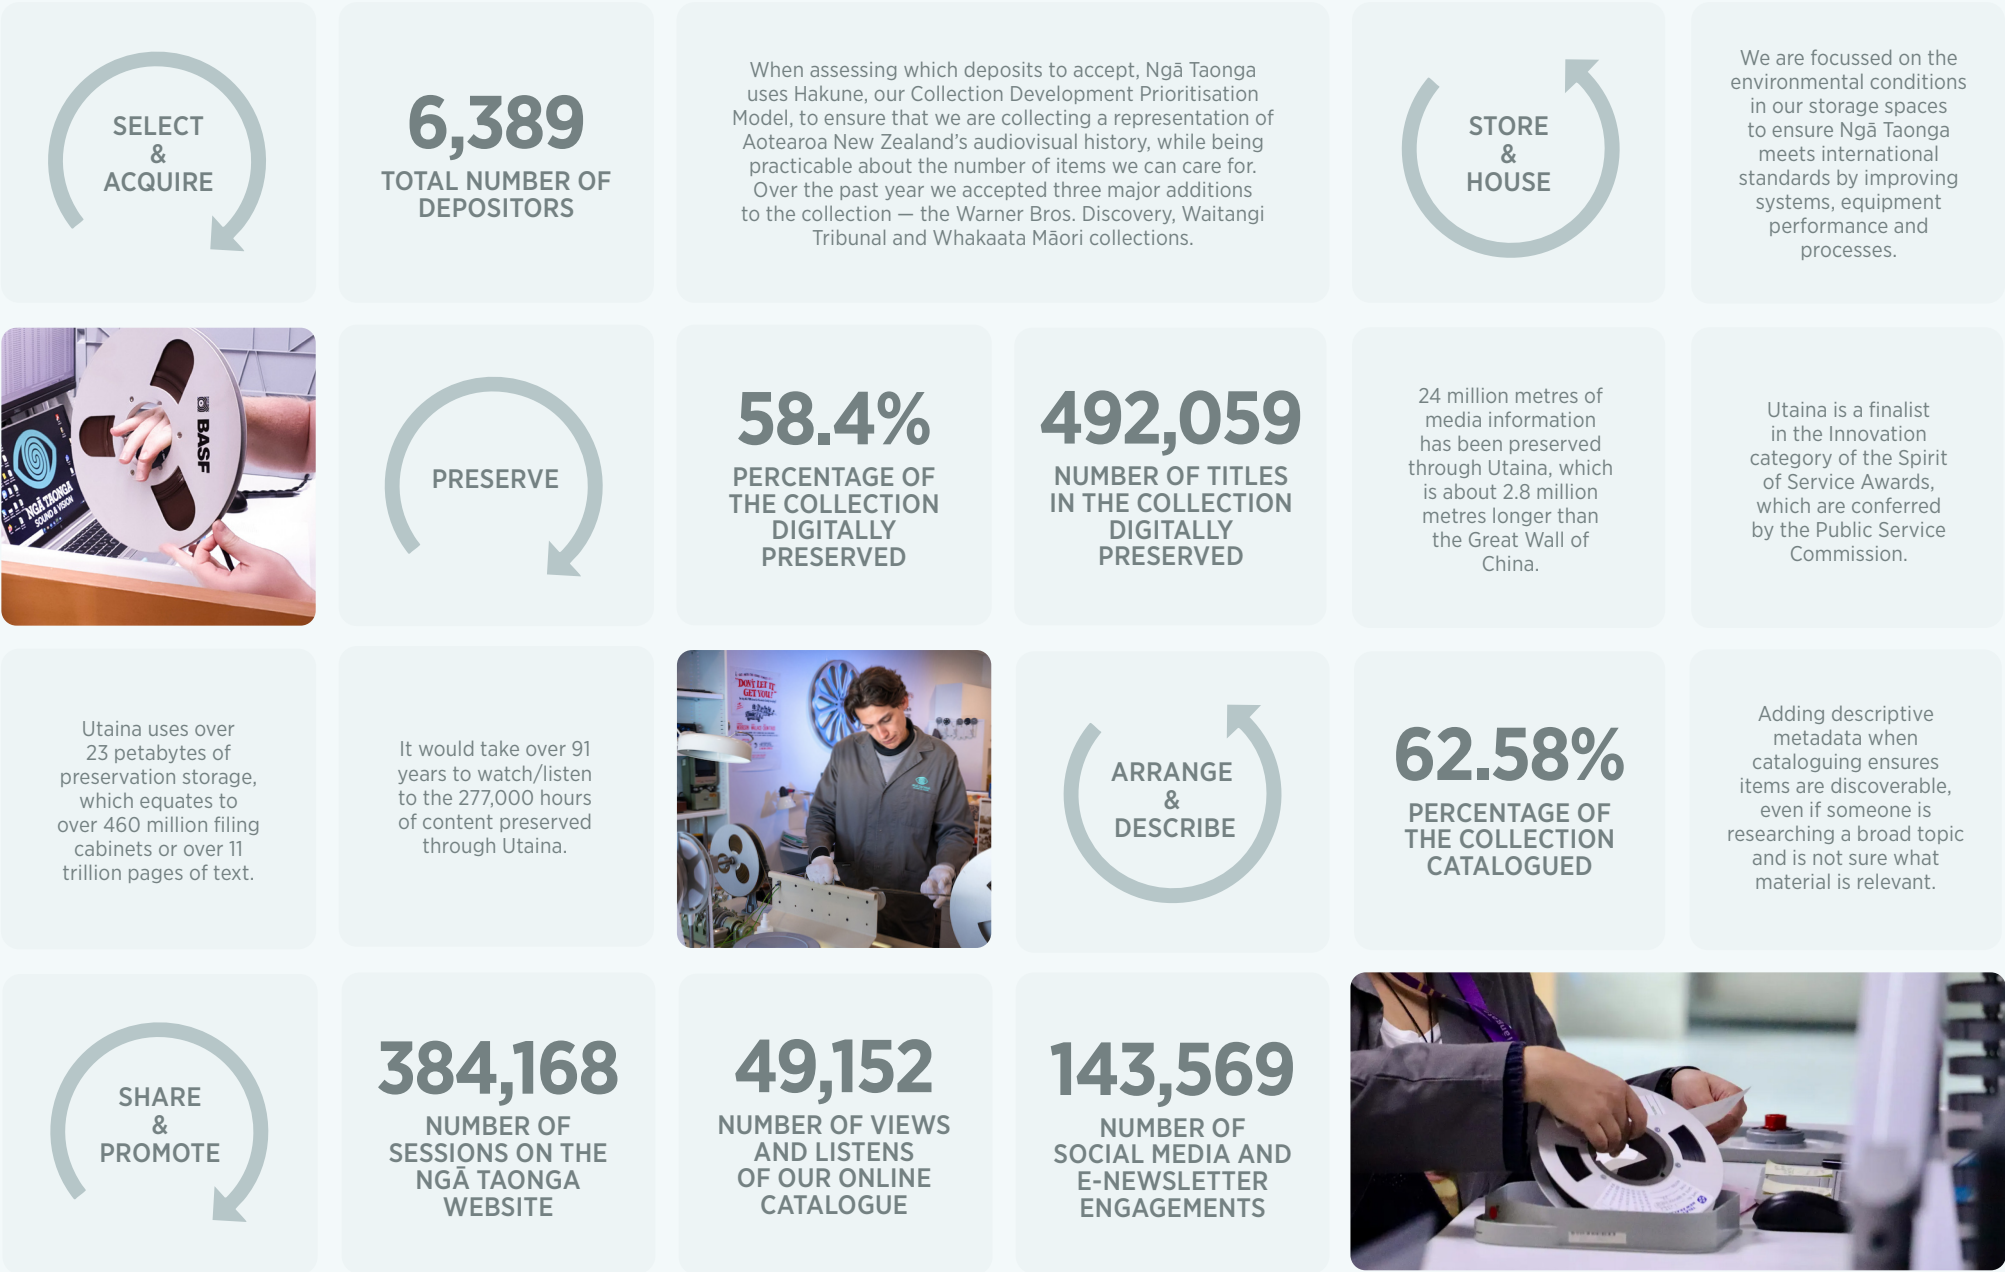 SELECT
&
ACQUIRE
6,389
TOTAL NUMBER OF
DEPOSITORS
When assessing which deposits to accept, Ngā Taonga
uses Hakune, our Collection Development Prioritisation
Model, to ensure that we are collecting a representation of
Aotearoa New Zealand’s audiovisual history, while being
practicable about the number of items we can care for.
Over the past year we accepted three major additions
to the collection — the Warner Bros. Discovery, Waitangi
Tribunal and Whakaata Māori collections.
STORE
&
HOUSE
We are focussed on the
environmental conditions
in our storage spaces
to ensure Ngā Taonga
meets international
standards by improving
systems, equipment
performance and
processes.
BASF
NGĀ TAONGA
SOUND & VISION
PRESERVE
58.4%
PERCENTAGE OF
THE COLLECTION
DIGITALLY
PRESERVED
492,059
NUMBER OF TITLES
IN THE COLLECTION
DIGITALLY
PRESERVED
24 million metres of
media information
has been preserved
through Utaina, which
is about 2.8 million
metres longer than
the Great Wall of
China.
Utaina is a finalist
in the Innovation
category of the Spirit
of Service Awards,
which are conferred
by the Public Service
Commission.
Utaina uses over
23 petabytes of
preservation storage,
which equates to
over 460 million filing
cabinets or over 11
trillion pages of text.
It would take over 91
years to watch/listen
to the 277,000 hours
of content preserved
through Utaina.
DON'T LET IT
GET YOU!
ARRANGE
&
DESCRIBE
62.58%
PERCENTAGE OF
THE COLLECTION
CATALOGUED
Adding descriptive
metadata when
cataloguing ensures
items are discoverable,
even if someone is
researching a broad topic
and is not sure what
material is relevant.
SHARE
&
PROMOTE
384,168
NUMBER OF
SESSIONS ON THE
NGĀ TAONGA
WEBSITE
49,152
NUMBER OF VIEWS
AND LISTENS
OF OUR ONLINE
CATALOGUE
143,569
NUMBER OF
SOCIAL MEDIA AND
E-NEWSLETTER
ENGAGEMENTS